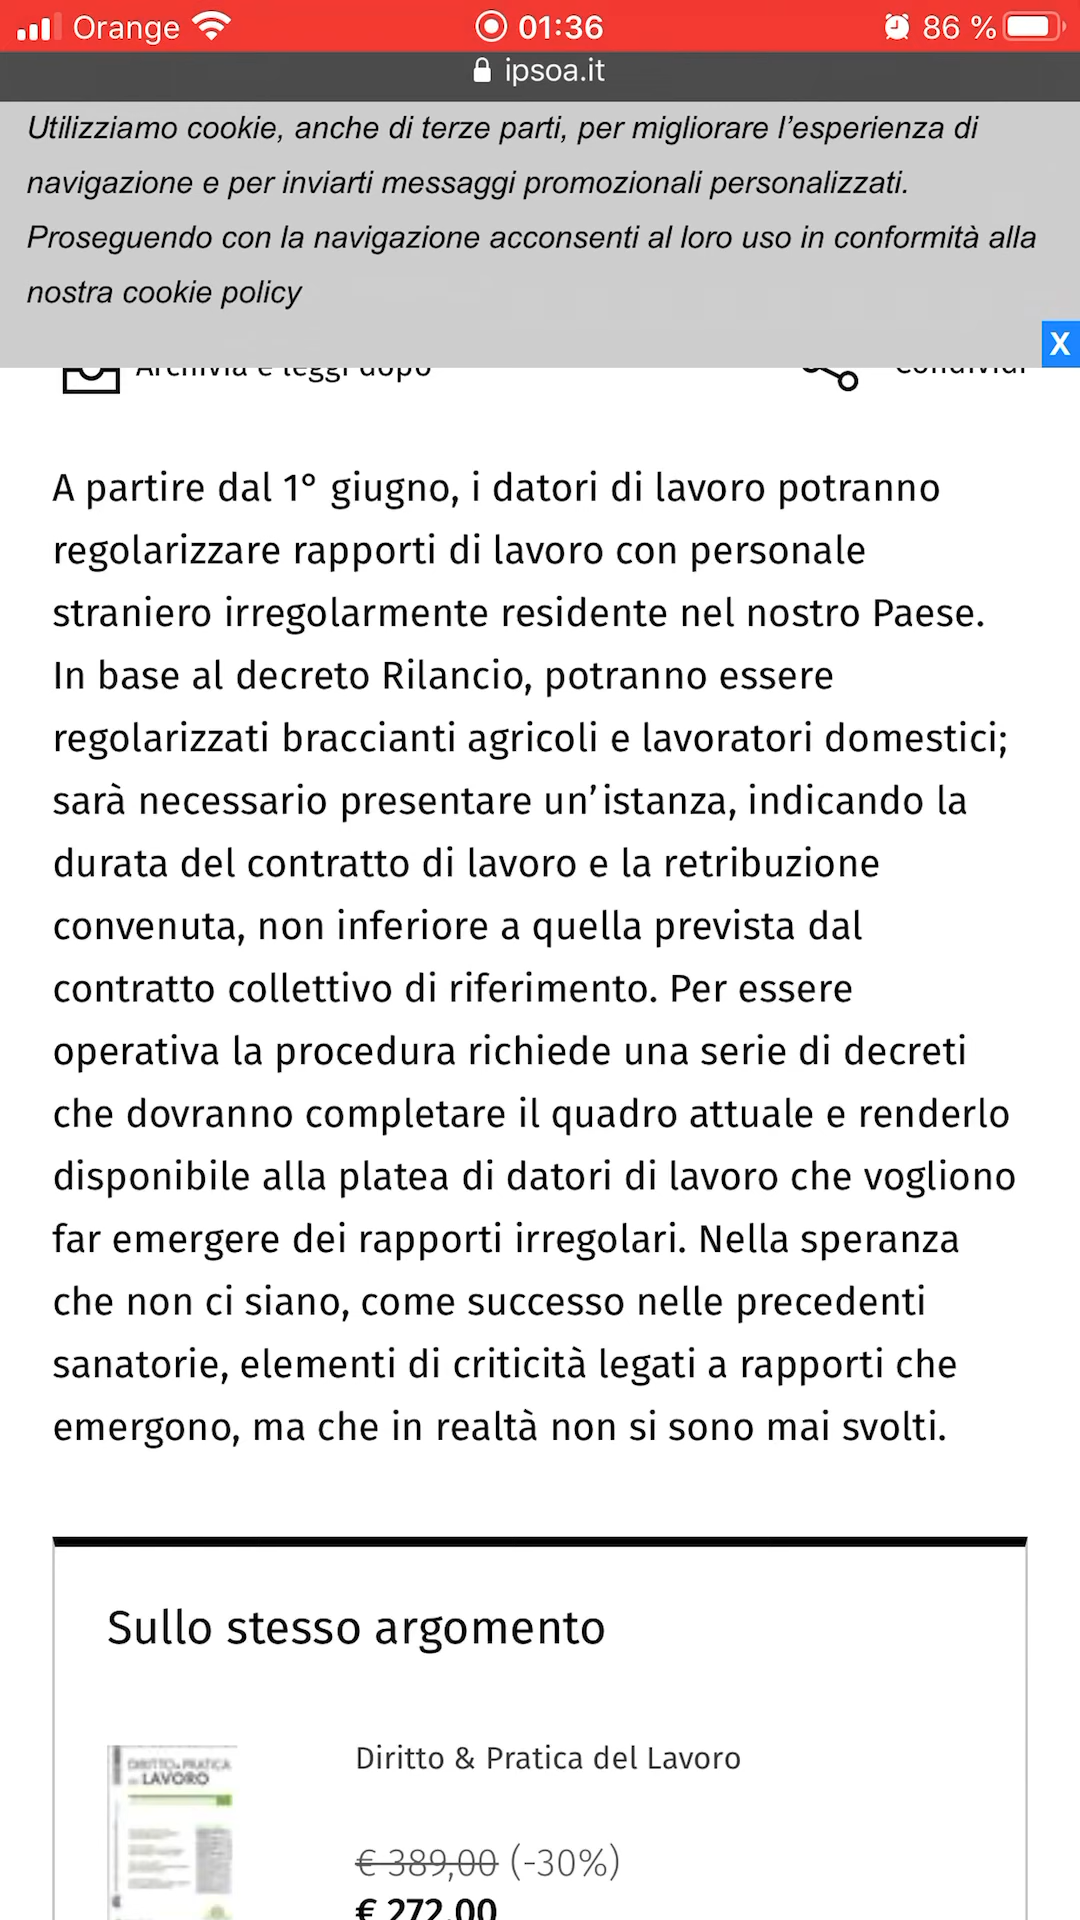 Orange 01:36 86 %
ipsoa.it
Utilizziamo cookie, anche di terze parti, per migliorare l’esperienza di
navigazione e per inviarti messaggi promozionali personalizzati.
Proseguendo con la navigazione acconsenti al loro uso in conformità alla
nostra cookie policy
X
Archivia e leggi dopo Condividi
A partire dal 1° giugno, i datori di lavoro potranno
regolarizzare rapporti di lavoro con personale
straniero irregolarmente residente nel nostro Paese.
In base al decreto Rilancio, potranno essere
regolarizzati braccianti agricoli e lavoratori domestici;
sarà necessario presentare un’istanza, indicando la
durata del contratto di lavoro e la retribuzione
convenuta, non inferiore a quella prevista dal
contratto collettivo di riferimento. Per essere
operativa la procedura richiede una serie di decreti
che dovranno completare il quadro attuale e renderlo
disponibile alla platea di datori di lavoro che vogliono
far emergere dei rapporti irregolari. Nella speranza
che non ci siano, come successo nelle precedenti
sanatorie, elementi di criticità legati a rapporti che
emergono, ma che in realtà non si sono mai svolti.
Sullo stesso argomento
DIRITTO & PRATICA
LAVORO
Diritto & Pratica del Lavoro
€ 389,00 (-30%)
€ 272,00